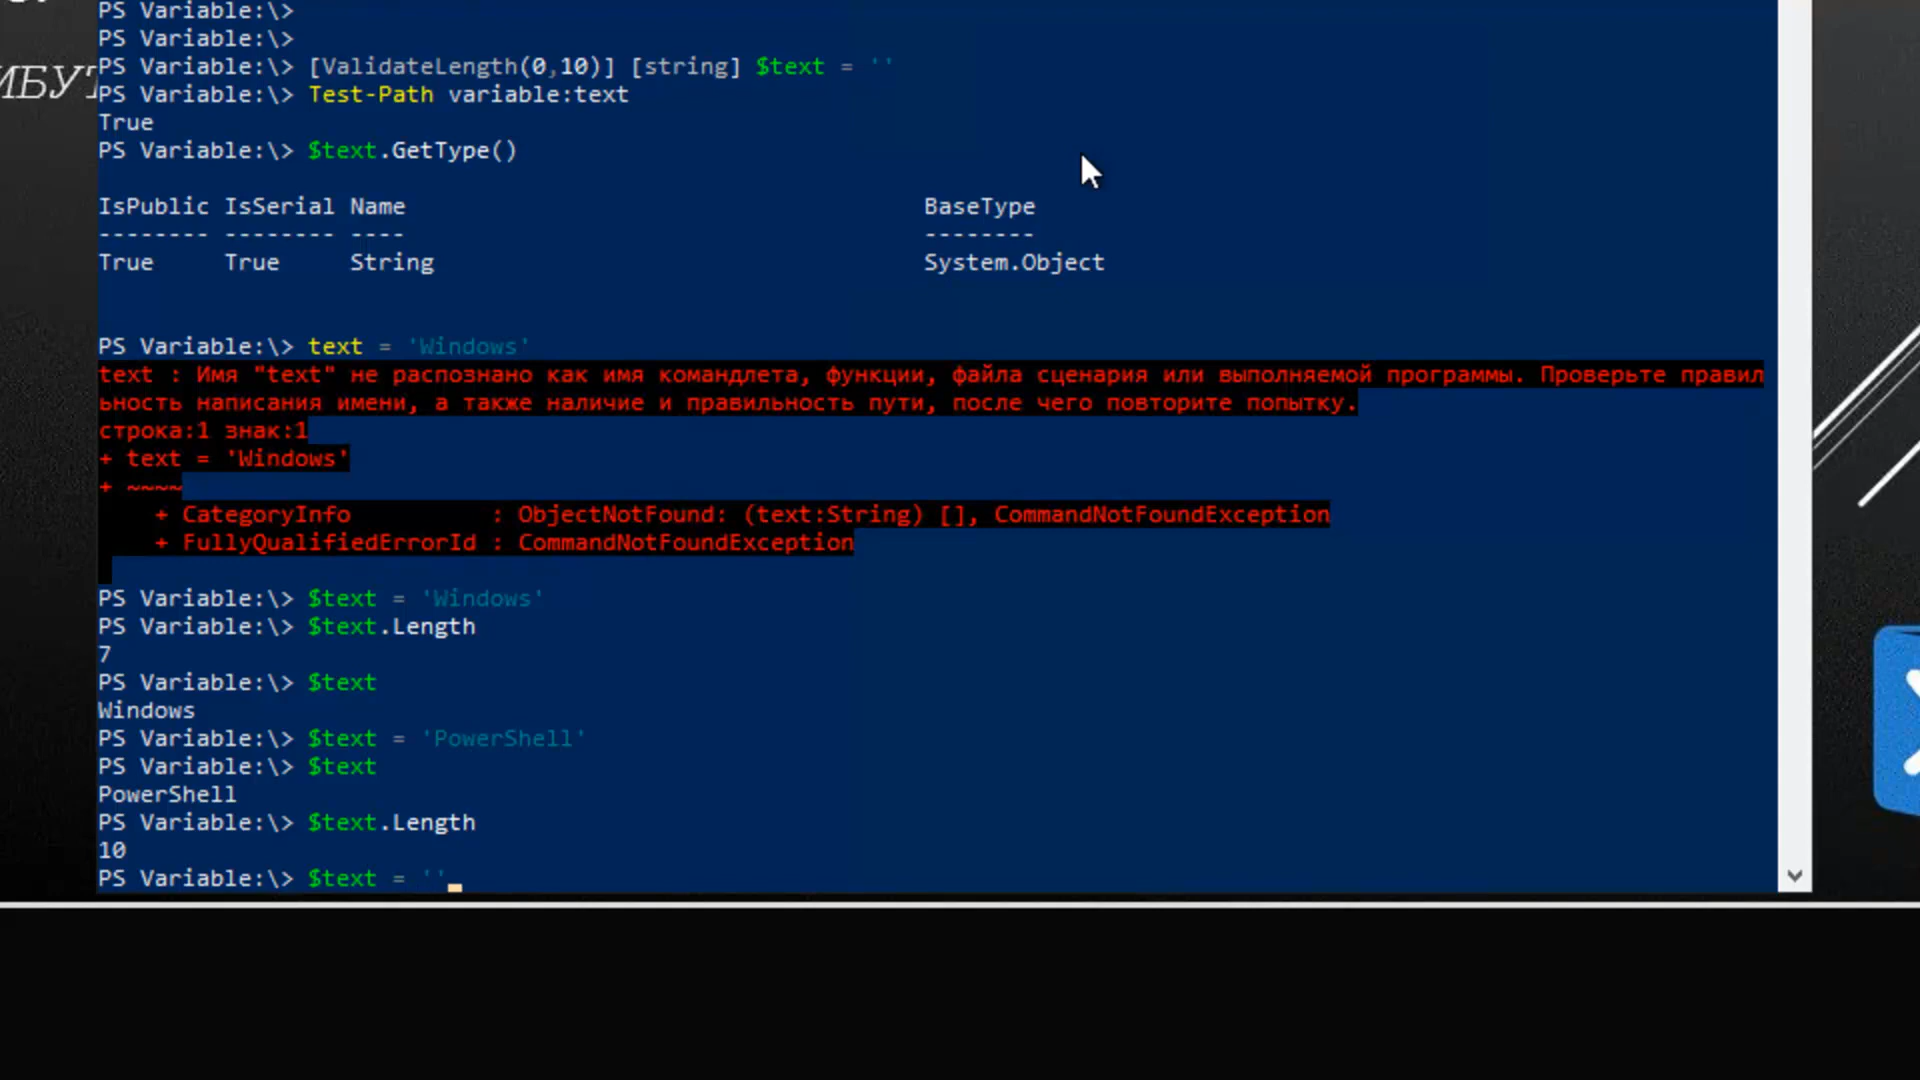 PS Variable:\>
PS Variable:\>
PS Variable:\> [ValidateLength(0,10)] [string] $text = ''
PS Variable:\> Test-Path variable:text
True
PS Variable:\> $text.GetType()
IsPublic IsSerial Name BaseType
-------- -------- ---- --------
True True String System.Object
PS Variable:\> text = 'Windows'
text : Имя "text" не распознано как имя командлета, функции, файла сценария или выполняемой программы. Проверьте правил
ьность написания имени, а также наличие и правильность пути, после чего повторите попытку.
строка:1 знак:1
+ text = 'Windows'
+ ~~~~
+ CategoryInfo : ObjectNotFound: (text:String) [], CommandNotFoundException
+ FullyQualifiedErrorId : CommandNotFoundException
PS Variable:\> $text = 'Windows'
PS Variable:\> $text.Length
7
PS Variable:\> $text
Windows
PS Variable:\> $text = 'PowerShell'
PS Variable:\> $text
PowerShell
PS Variable:\> $text.Length
10
PS Variable:\> $text = ''